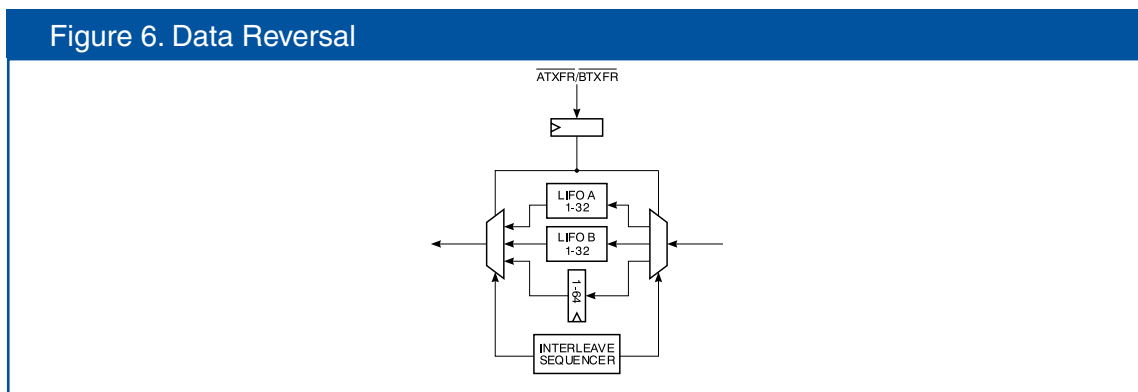 Figure 6. Data Reversal
ATXFR/BTXFR
LIFO A
1-32
LIFO B
1-32
1-64
INTERLEAVE
SEQUENCER